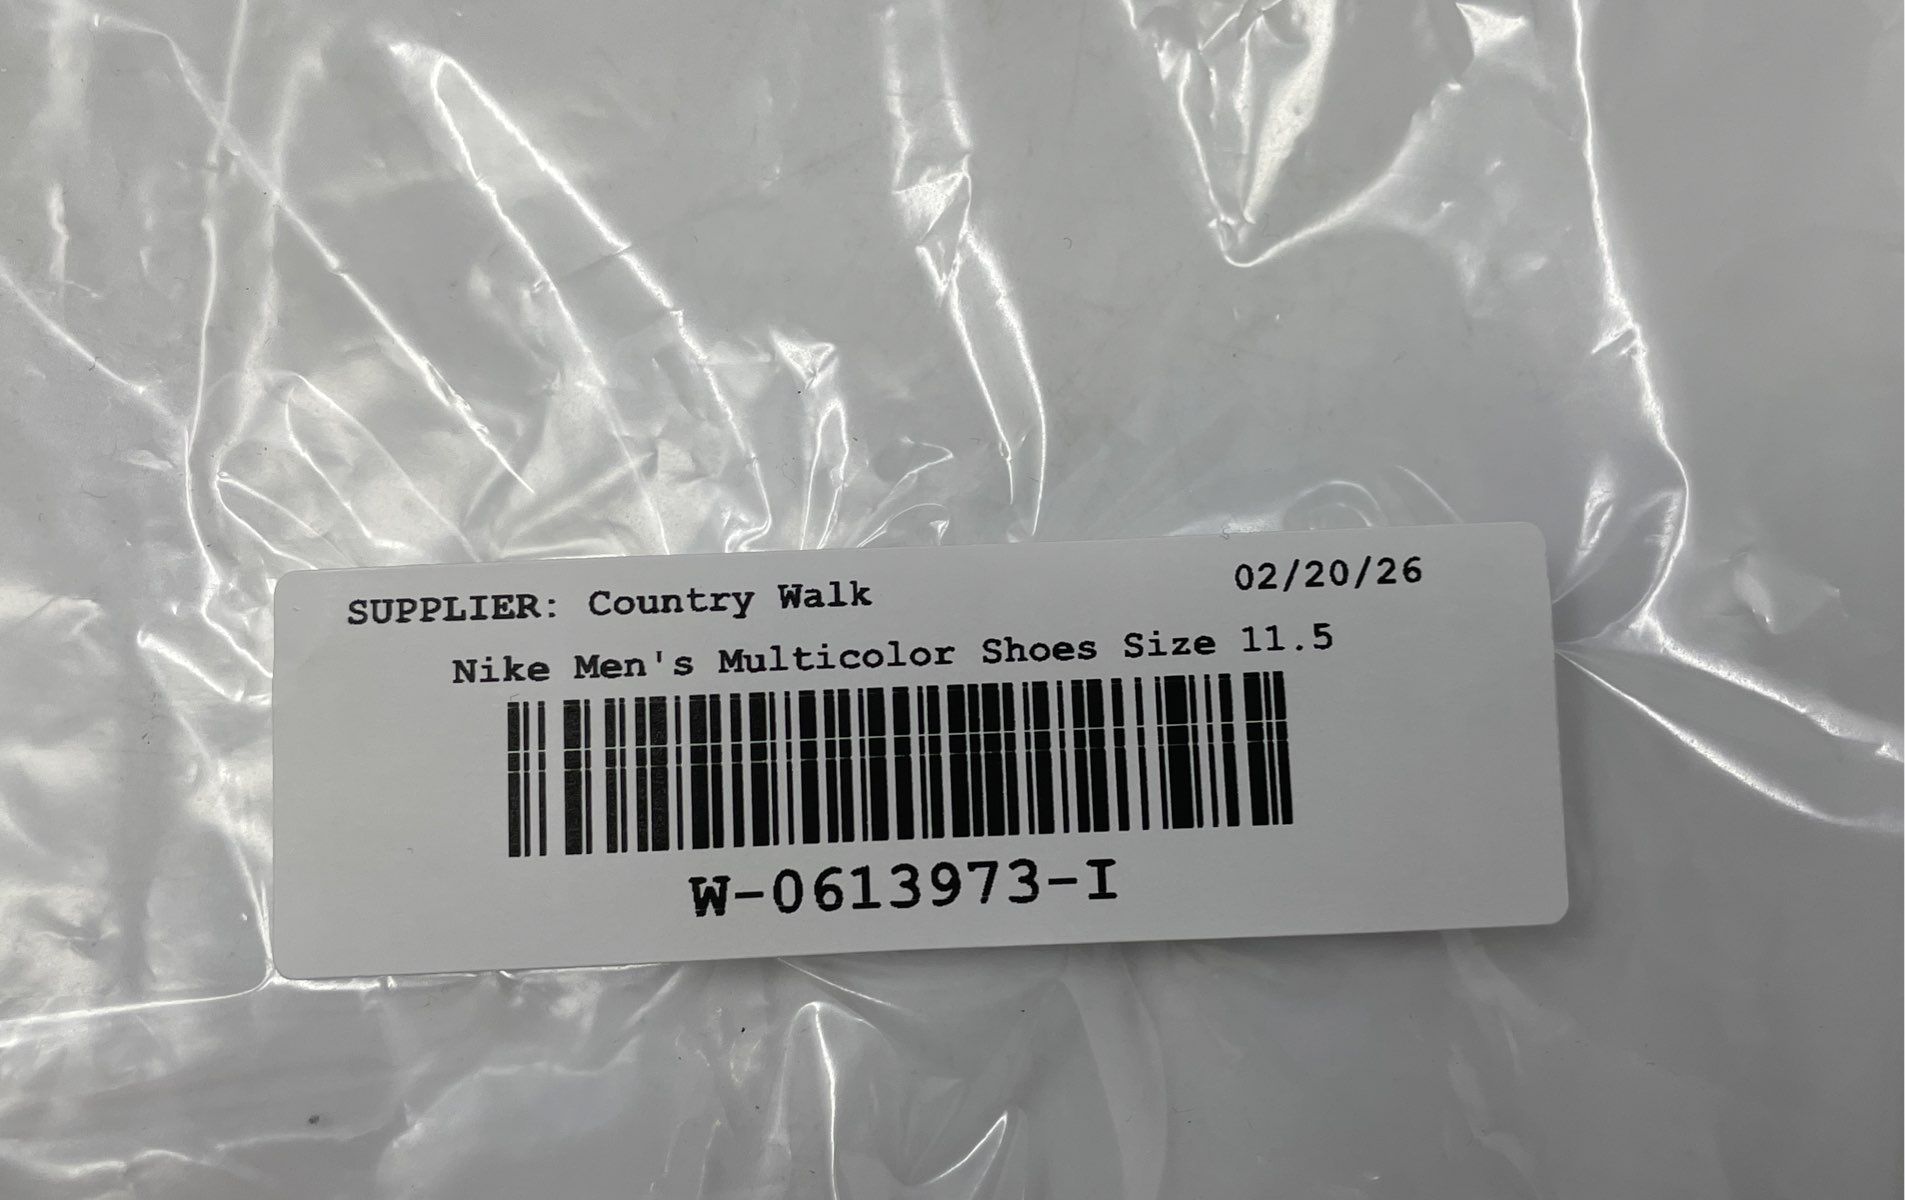 SUPPLIER: Country Walk 02/20/26
Nike Men's Multicolor Shoes Size 11.5
W-0613973-I